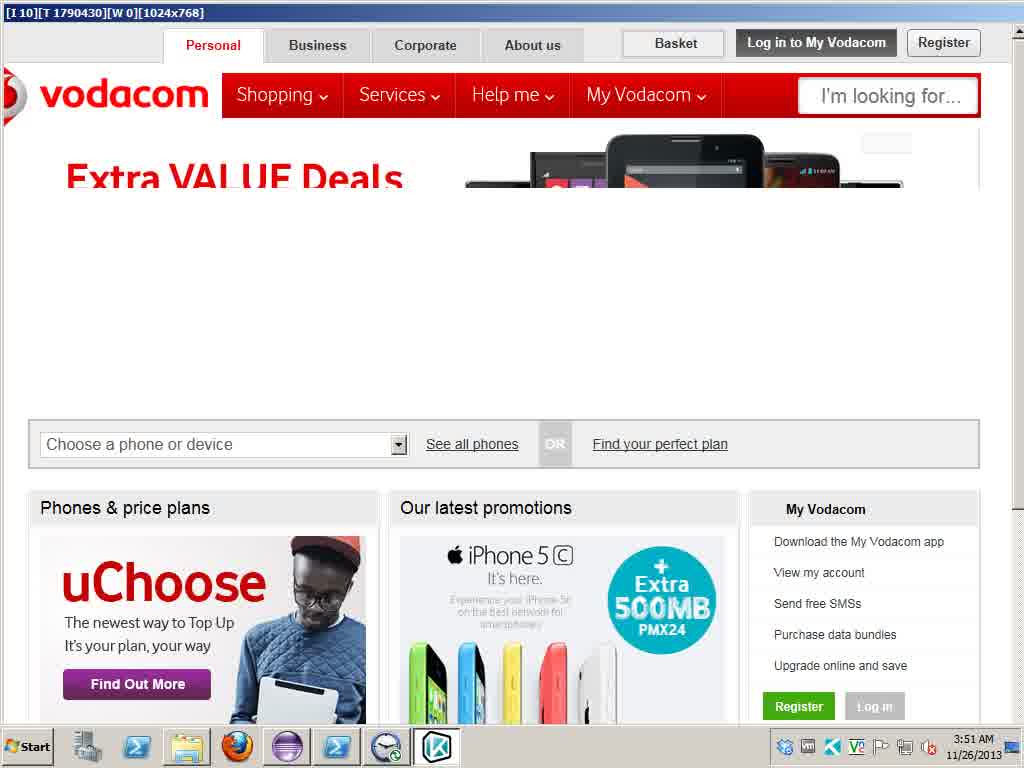 [I 10][T 1790430][W 0][1024x768]
Personal
Business
Corporate
About us
Basket
Log in to My Vodacom
Register
vodacom
Shopping
Services
Help me
My Vodacom
I'm looking for...
Extra VALUE Deals
Choose a phone or device
See all phones
OR
Find your perfect plan
Phones & price plans
uChoose
The newest way to Top Up
It's your plan, your way
Find Out More
Our latest promotions
iPhone 5c
It's here.
Experience your iPhone 5c
on the best network for
smartphones
+
Extra
500MB
PMX24
My Vodacom
Download the My Vodacom app
View my account
Send free SMSs
Purchase data bundles
Upgrade online and save
Register
Log in
Start
3:51 AM
11/26/2013